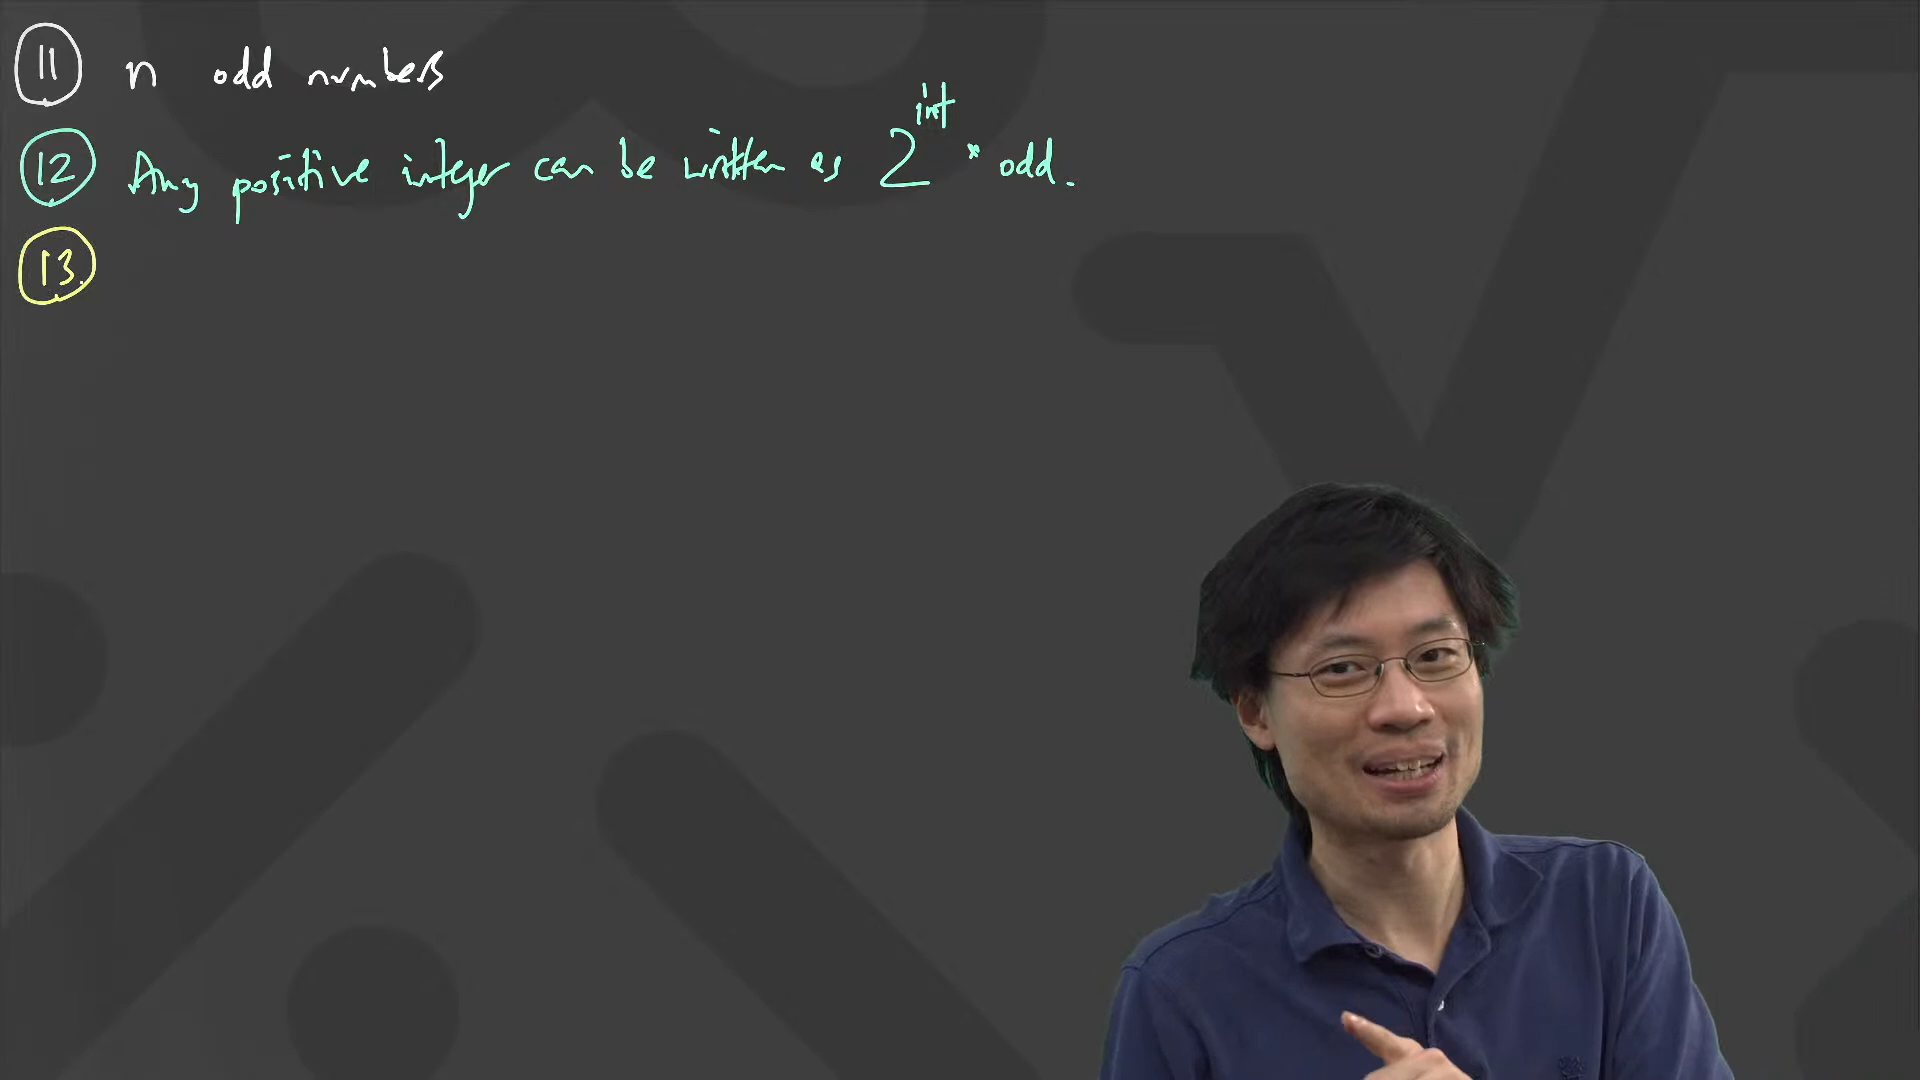 11 n odd numbers
12 Any positive integer can be written as 2^int * odd.
13.